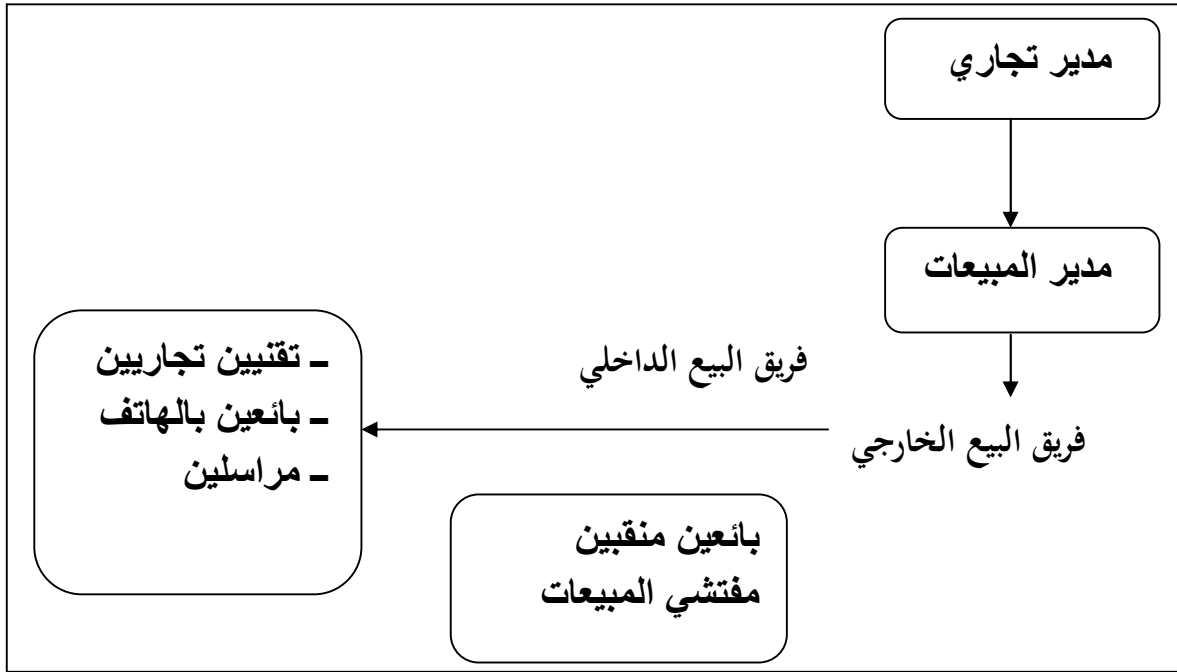 مدير تجاري
مدير المبيعات
فريق البيع الداخلي
فريق البيع الخارجي
ـ تقنيين تجاريين
ـ بائعين بالهاتف
ـ مراسلين
بائعين منقبين
مفتشي المبيعات